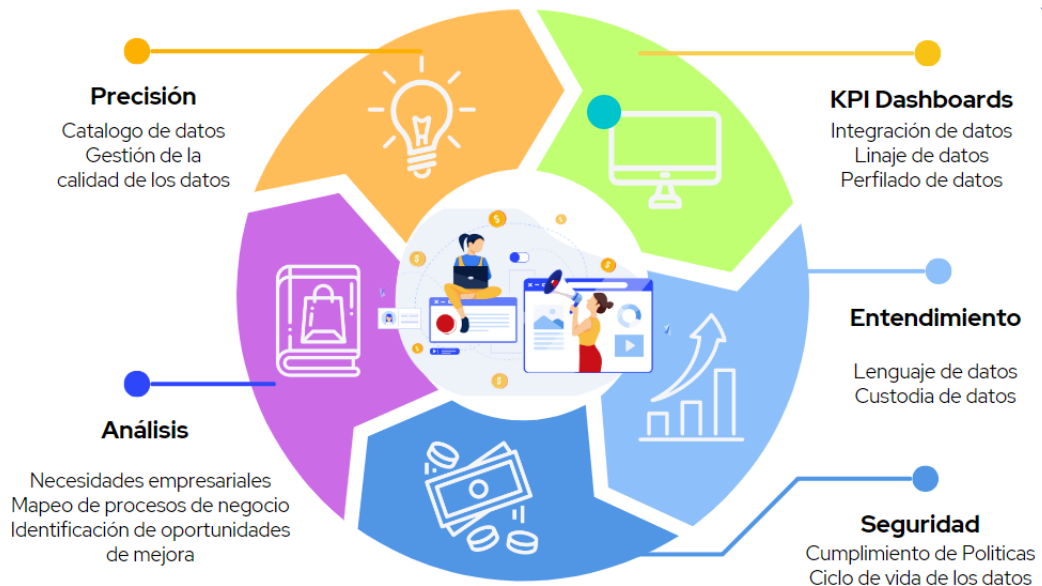 Precisión
Catalogo de datos
Gestión de la
calidad de los datos
KPI Dashboards
Integración de datos
Linaje de datos
Perfilado de datos
Entendimiento
Lenguaje de datos
Custodia de datos
Análisis
Necesidades empresariales
Mapeo de procesos de negocio
Identificación de oportunidades
de mejora
Seguridad
Cumplimiento de Politicas
Ciclo de vida de los datos